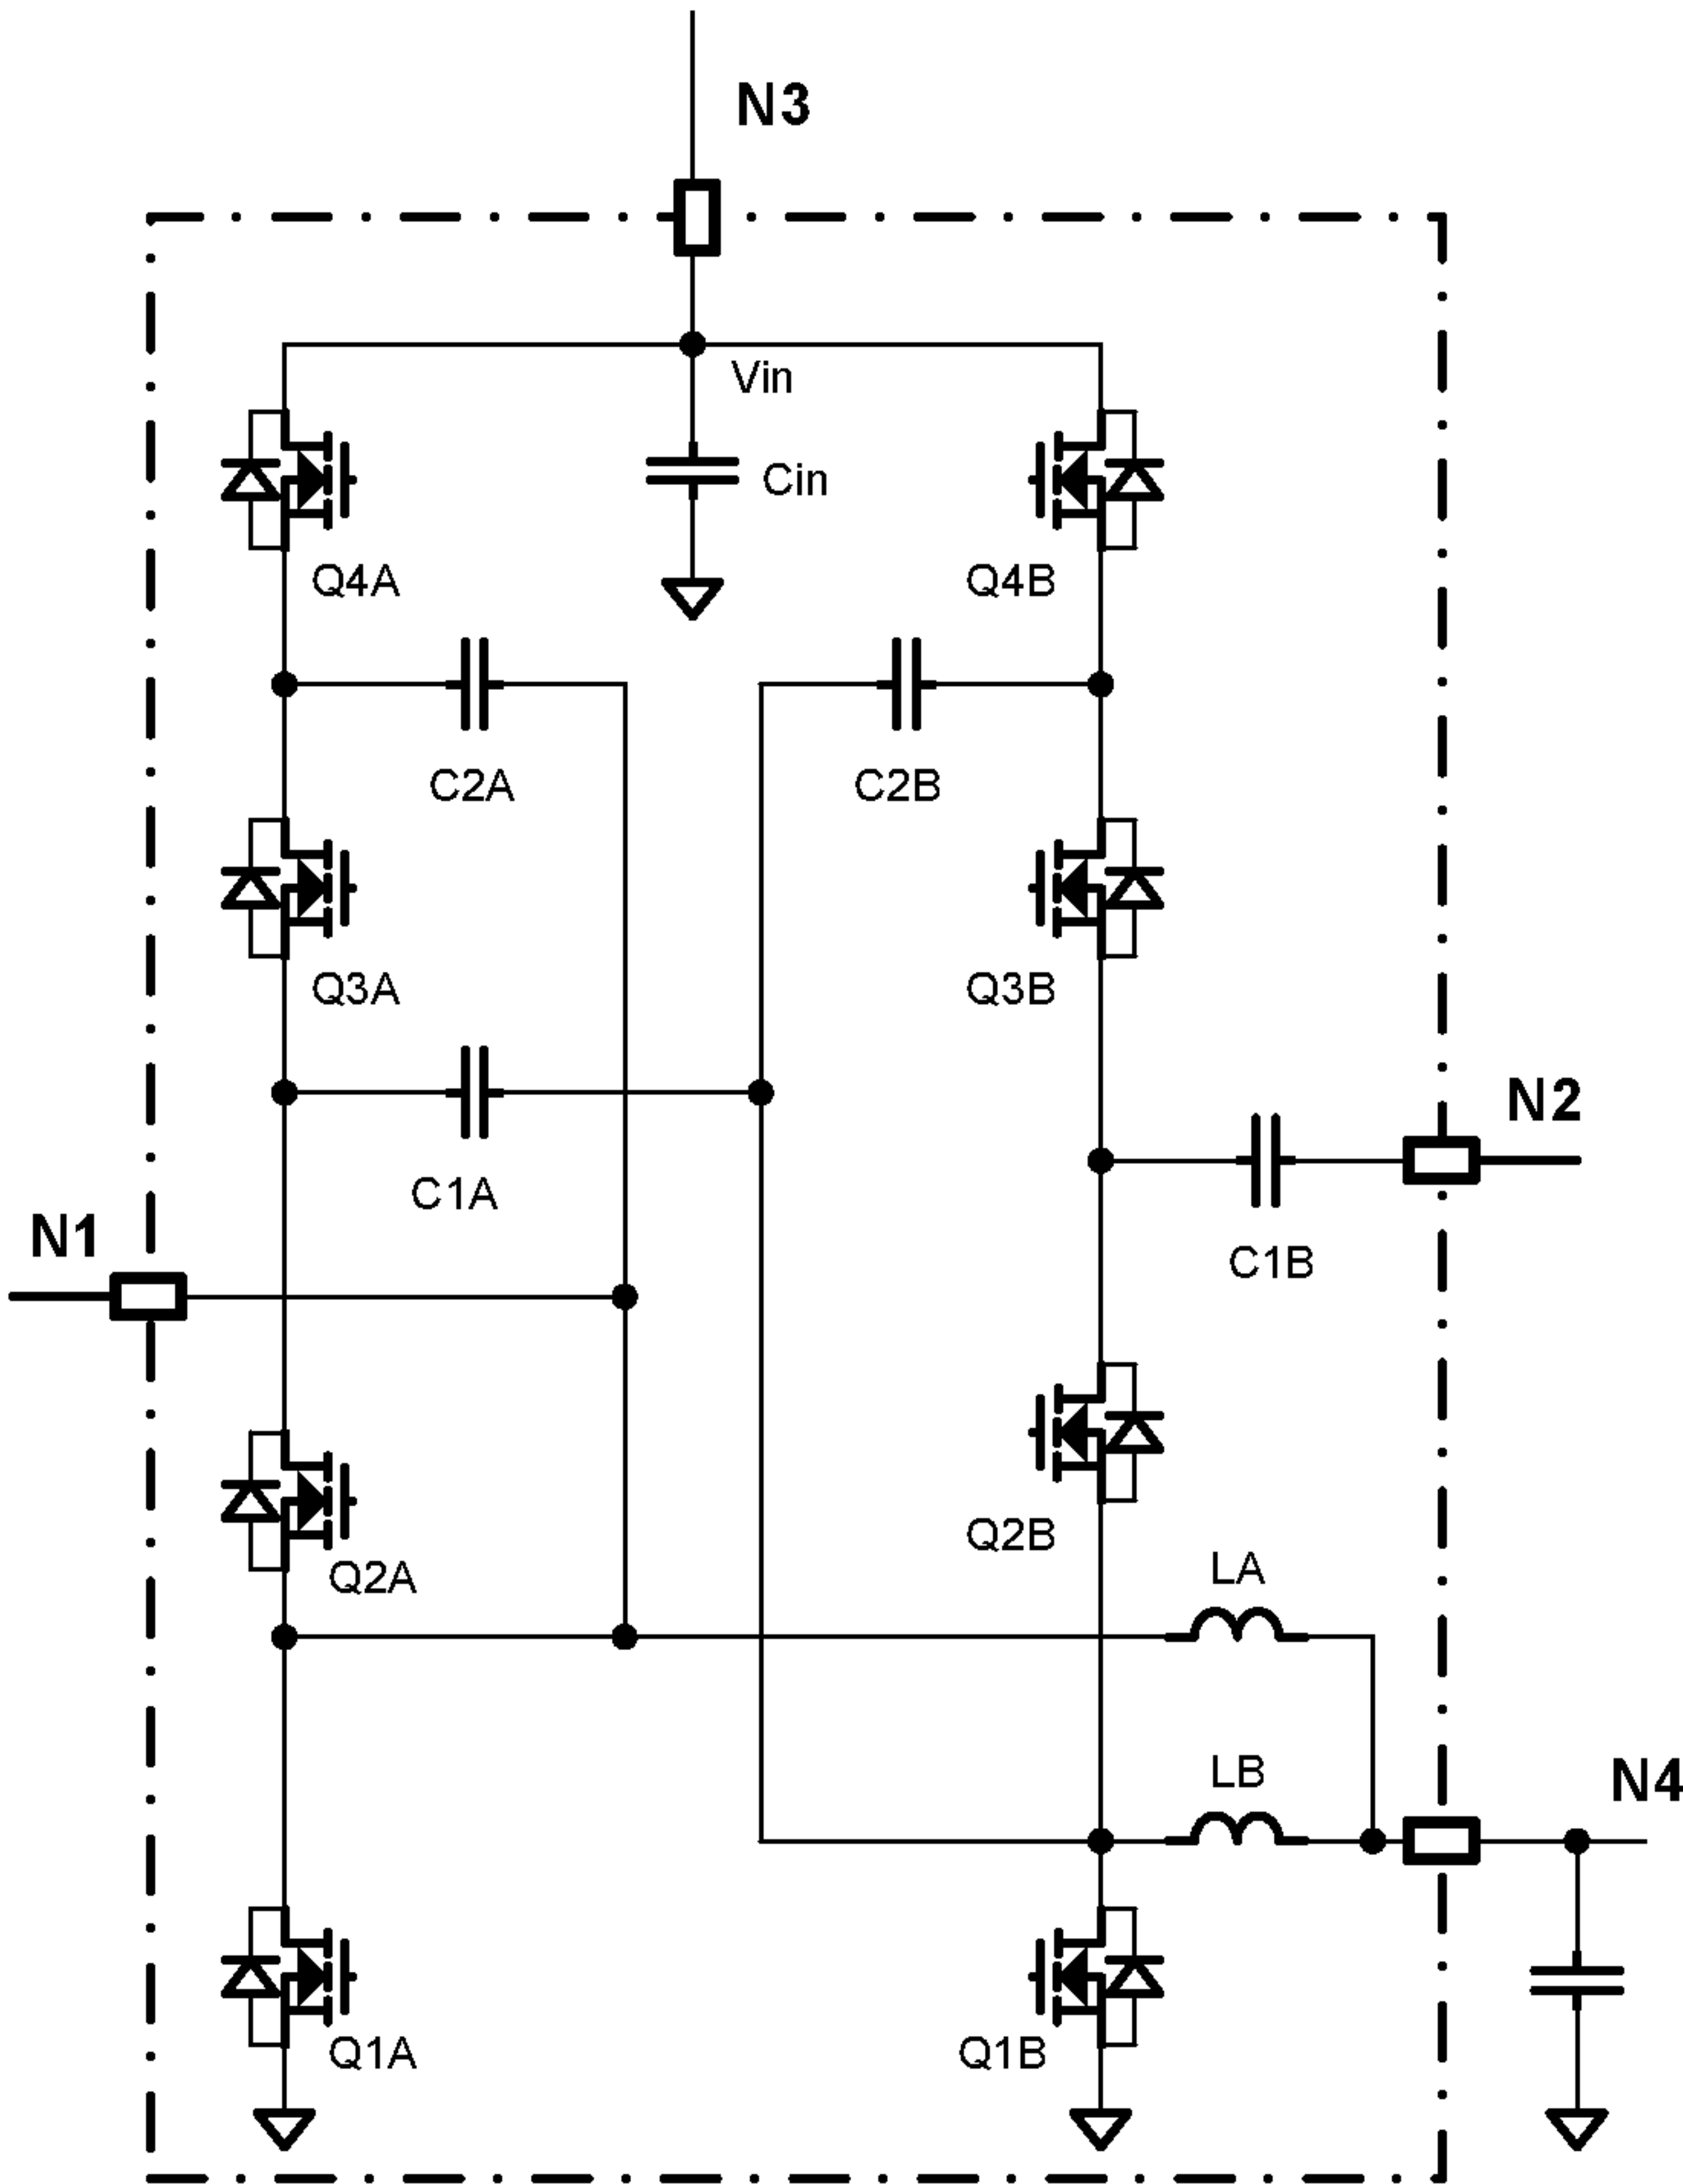 N3
Vin
Cin
Q4A
Q4B
C2A
C2B
Q3A
Q3B
N2
C1A
N1
C1B
Q2B
LA
Q2A
LB
N4
Q1A
Q1B